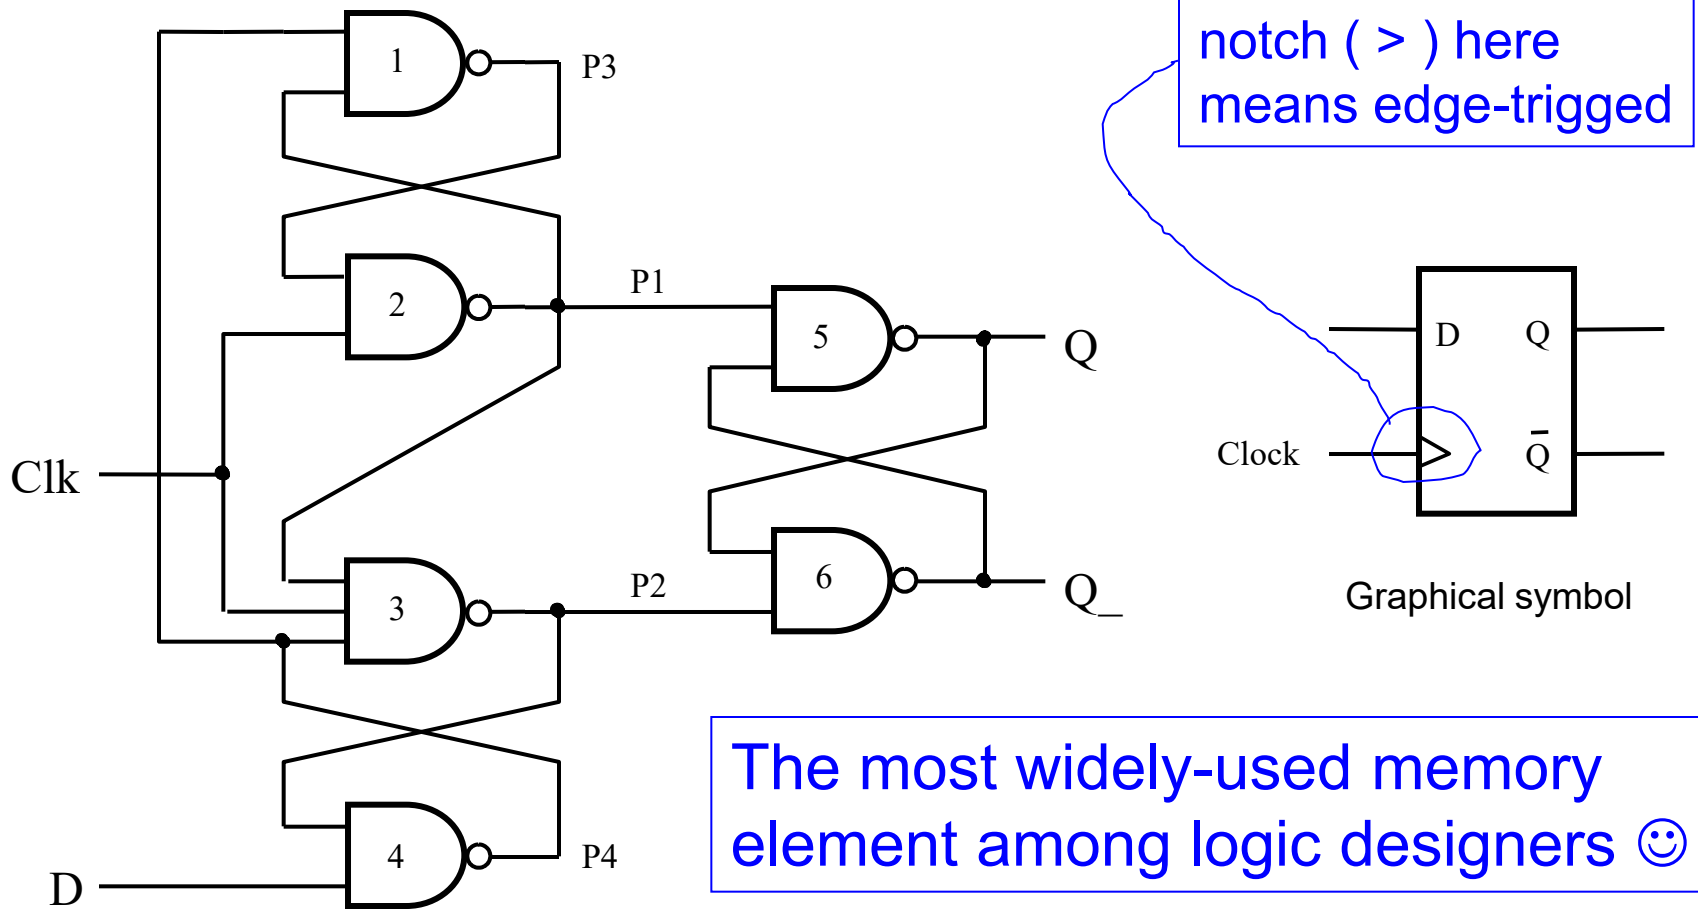 notch ( > ) here
means edge-trigged
1
P3
2
P1
5
Q
Clk
3
P2
6
Q_
4
P4
D
D Q
Clock
Q̅
Graphical symbol
The most widely-used memory
element among logic designers ☺